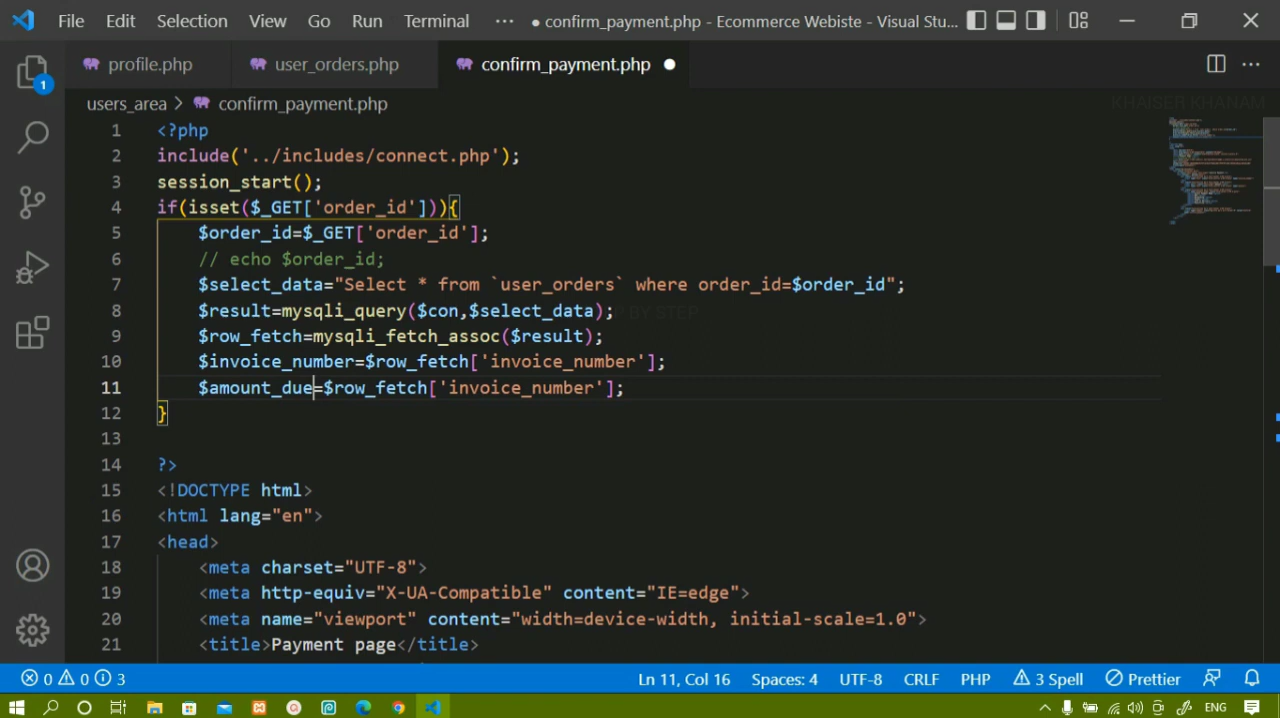 File Edit Selection View Go Run Terminal ··· ● confirm_payment.php - Ecommerce Webiste - Visual Stu...
profile.php user_orders.php confirm_payment.php ●
users_area > confirm_payment.php
KHAISER KHANAM
1 <?php
2 include('../includes/connect.php');
3 session_start();
4 if(isset($_GET['order_id'])){
5 $order_id=$_GET['order_id'];
6 // echo $order_id;
7 $select_data="Select * from `user_orders` where order_id=$order_id";
8 $result=mysqli_query($con,$select_data);
P BY STEP
9 $row_fetch=mysqli_fetch_assoc($result);
10 $invoice_number=$row_fetch['invoice_number'];
11 $amount_due=$row_fetch['invoice_number'];
12 }
13
14 ?>
15 <!DOCTYPE html>
16 <html lang="en">
17 <head>
18 <meta charset="UTF-8">
19 <meta http-equiv="X-UA-Compatible" content="IE=edge">
20 <meta name="viewport" content="width=device-width, initial-scale=1.0">
21 <title>Payment page</title>
1
0 0 3 Ln 11, Col 16 Spaces: 4 UTF-8 CRLF PHP 3 Spell Prettier
ENG